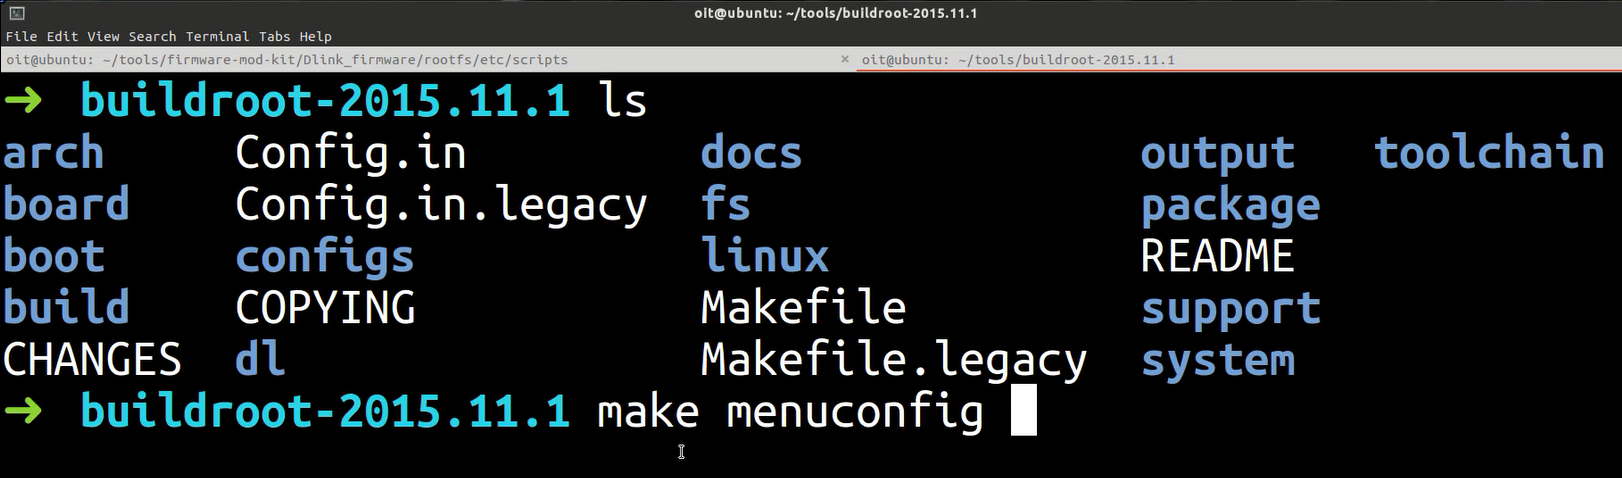 oit@ubuntu: ~/tools/buildroot-2015.11.1
File Edit View Search Terminal Tabs Help
oit@ubuntu: ~/tools/firmware-mod-kit/Dlink_firmware/rootfs/etc/scripts × oit@ubuntu: ~/tools/buildroot-2015.11.1
➜ buildroot-2015.11.1 ls
arch Config.in docs output toolchain
board Config.in.legacy fs package
boot configs linux README
build COPYING Makefile support
CHANGES dl Makefile.legacy system
➜ buildroot-2015.11.1 make menuconfig